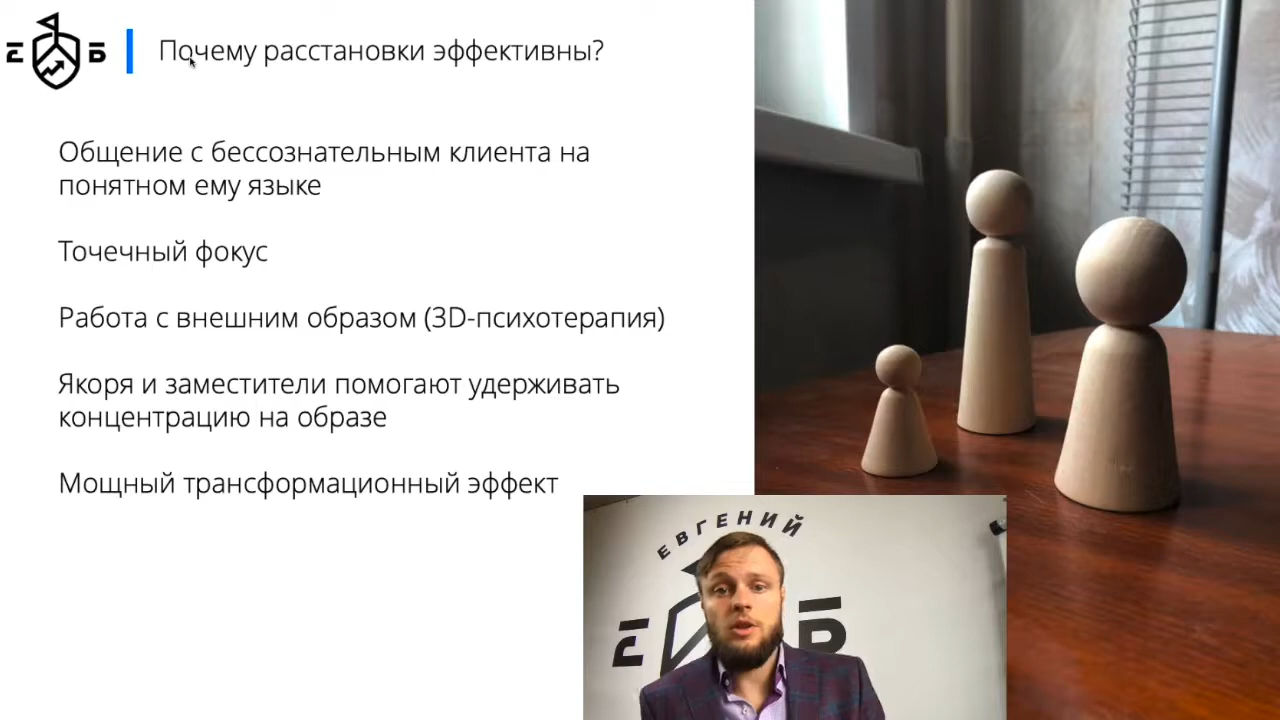 Е Б
Почему расстановки эффективны?
Общение с бессознательным клиента на
понятном ему языке
Точечный фокус
Работа с внешним образом (3D-психотерапия)
Якоря и заместители помогают удерживать
концентрацию на образе
Мощный трансформационный эффект
ЕВГЕНИЙ
Е Б